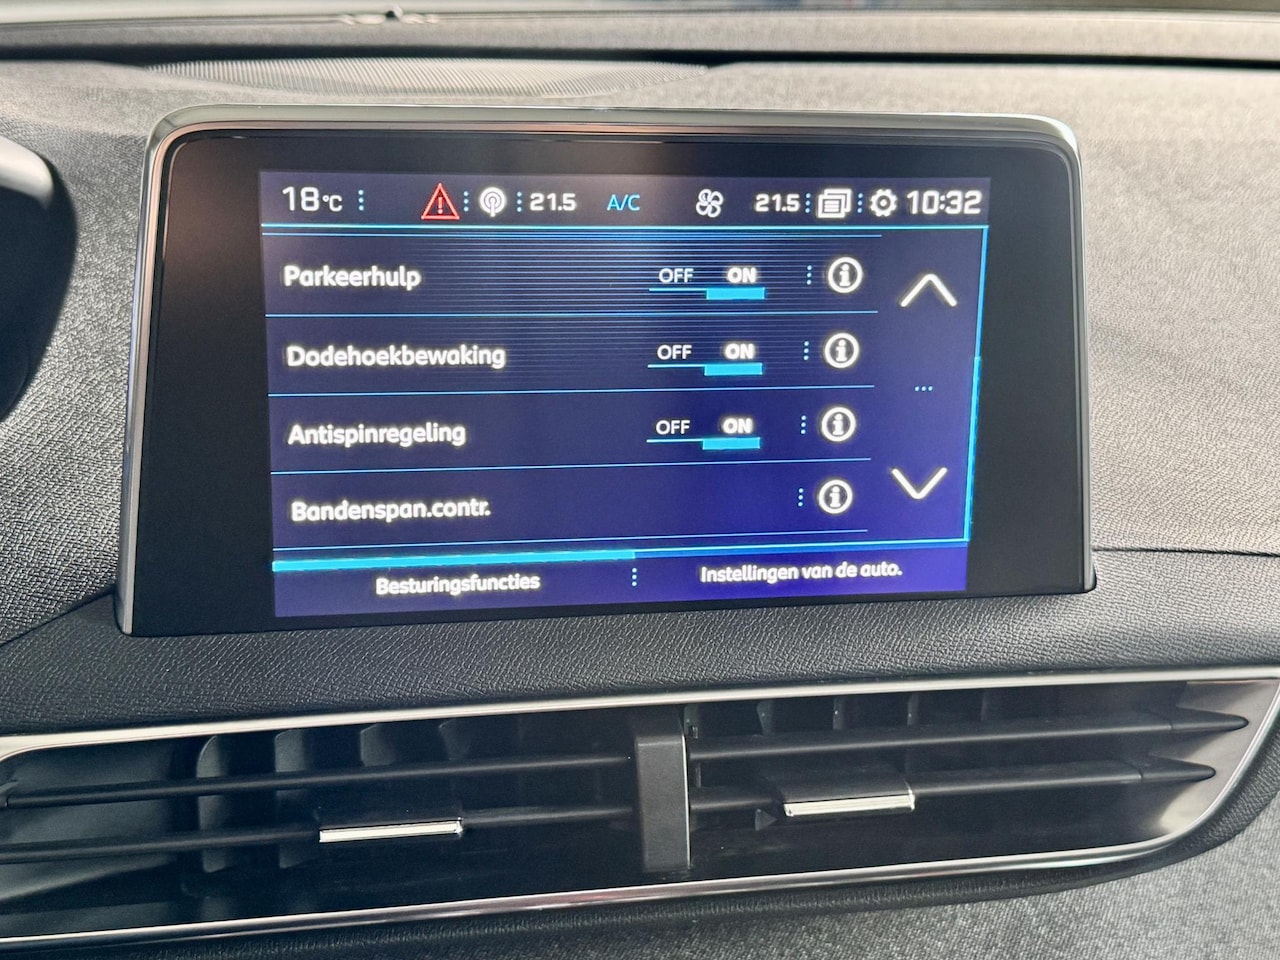 18°C 21.5 A/C 21.5 10:32
Parkeerhulp OFF ON
Dodehoekbewaking OFF ON
Antispinregeling OFF ON
Bandenspan.contr.
Besturingsfuncties Instellingen van de auto.